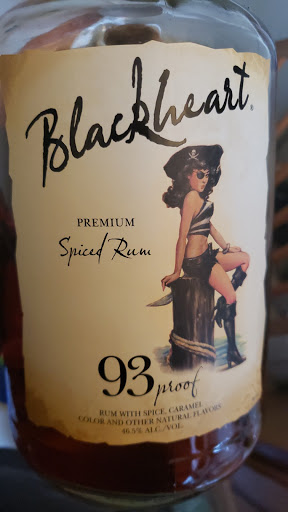 Blackheart®
PREMIUM
Spiced Rum
93 proof
RUM WITH SPICE, CARAMEL
COLOR AND OTHER NATURAL FLAVORS
46.5% ALC./VOL.